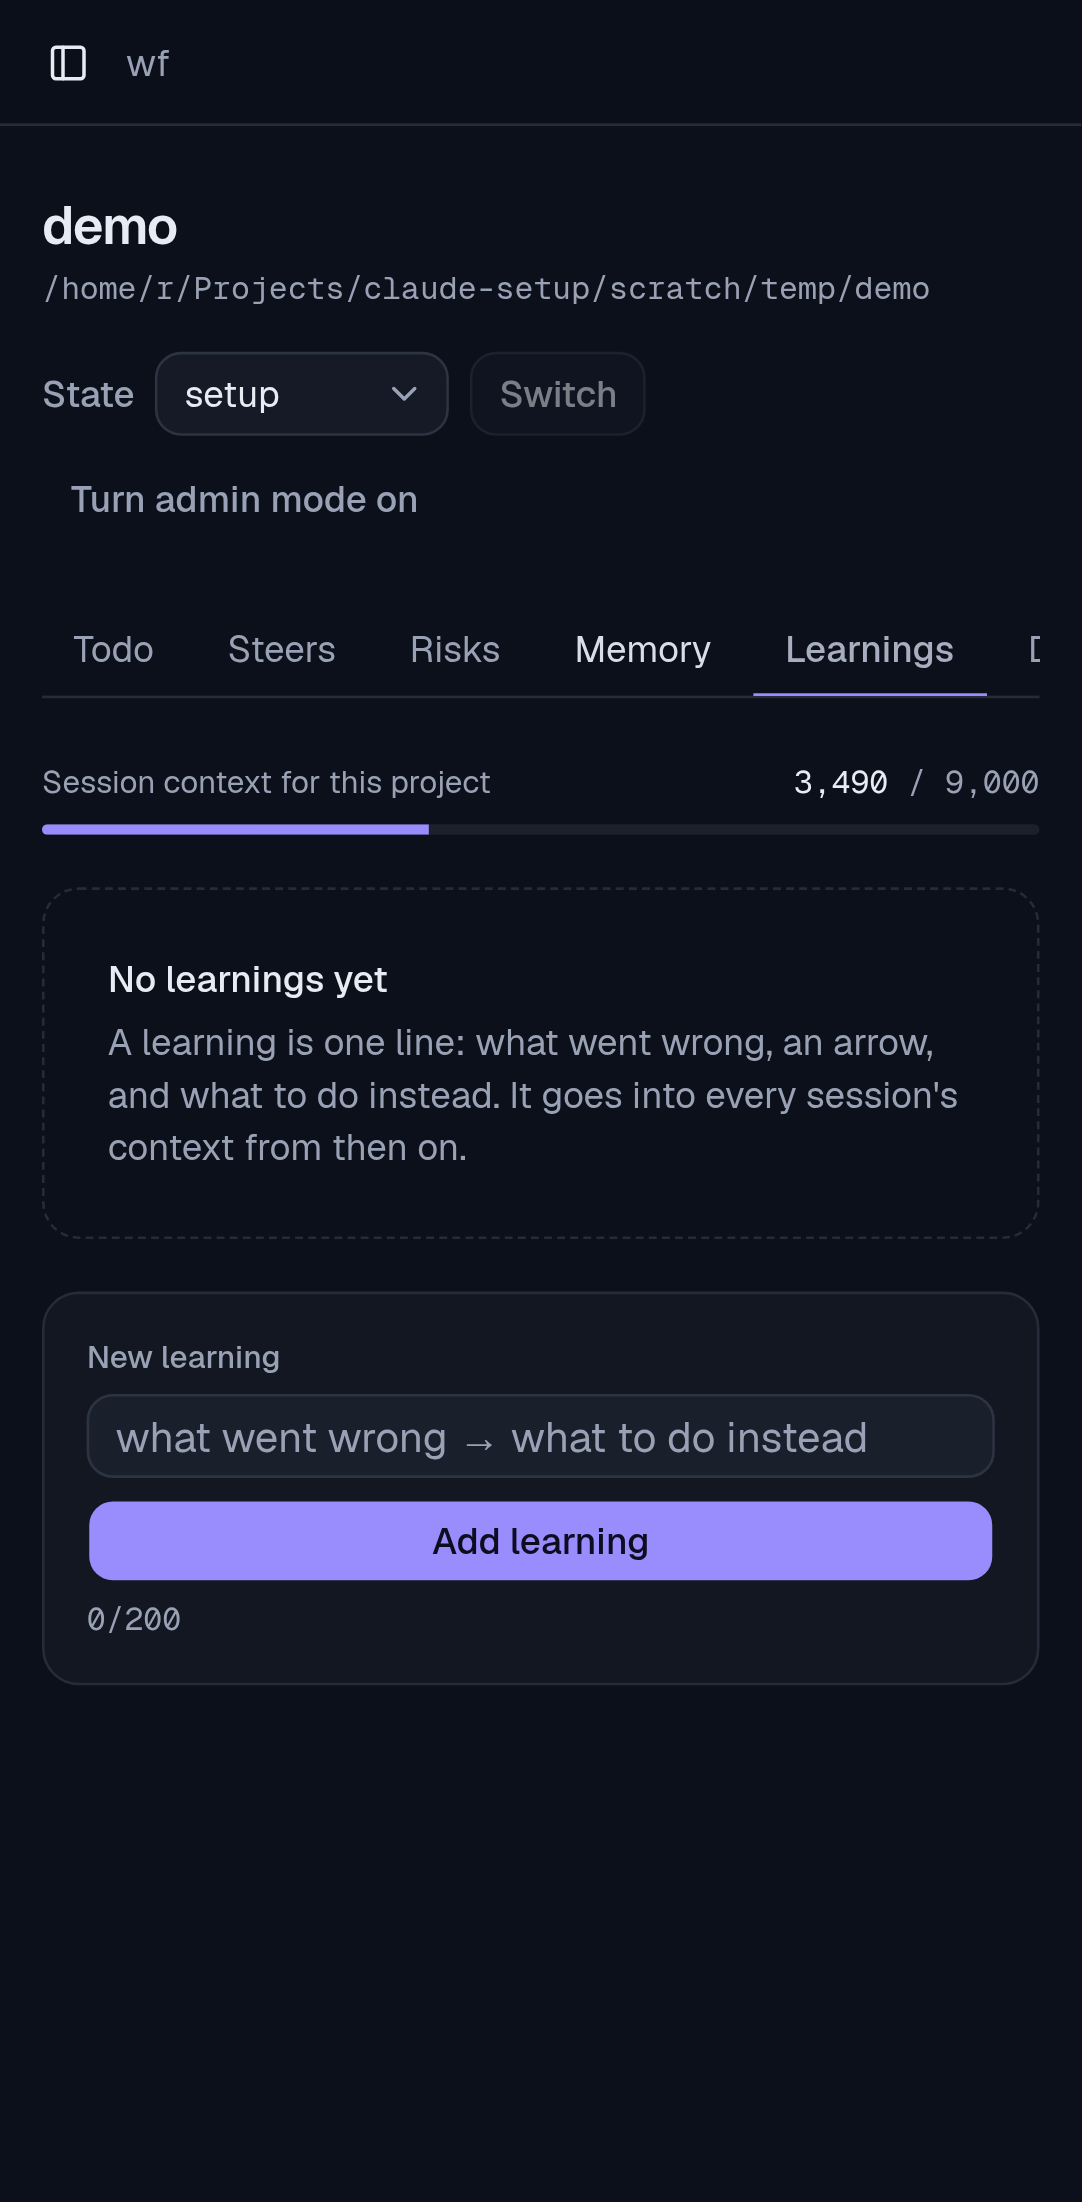 wf
demo
/home/r/Projects/claude-setup/scratch/temp/demo
State setup Switch
Turn admin mode on
Todo Steers Risks Memory Learnings
Session context for this project 3,490 / 9,000
No learnings yet
A learning is one line: what went wrong, an arrow,
and what to do instead. It goes into every session's
context from then on.
New learning
what went wrong → what to do instead
Add learning
0/200